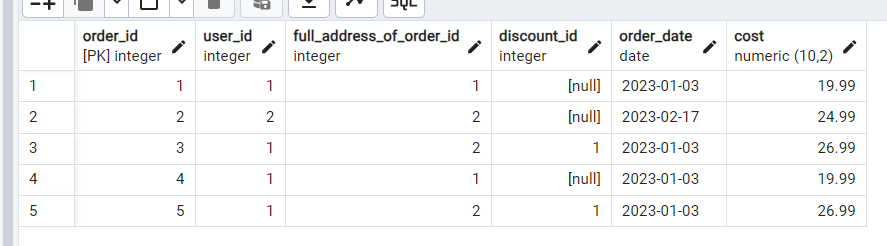 SQL
order_id user_id full_address_of_order_id discount_id order_date cost
[PK] integer integer integer integer date numeric (10,2)
1 1 1 1 [null] 2023-01-03 19.99
2 2 2 2 [null] 2023-02-17 24.99
3 3 1 2 1 2023-01-03 26.99
4 4 1 1 [null] 2023-01-03 19.99
5 5 1 2 1 2023-01-03 26.99